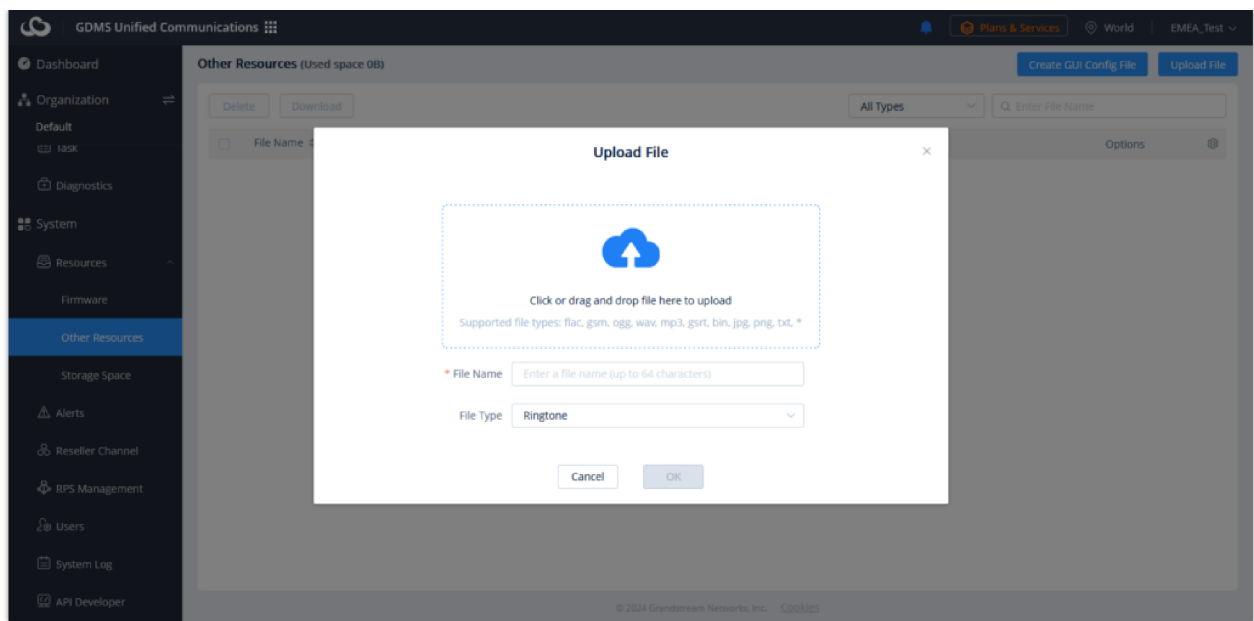 GDMS Unified Communications
Plans & Services
World
EMEA_Test
Dashboard
Organization
Default
Task
Diagnostics
System
Resources
Firmware
Other Resources
Storage Space
Alerts
Reseller Channel
RPS Management
Users
System Log
API Developer
Other Resources (Used space 0B)
Create GUI Config File
Upload File
Delete
Download
All Types
Enter File Name
File Name
Options
Upload File
Click or drag and drop file here to upload
Supported file types: flac, gsm, ogg, wav, mp3, gsrt, bin, jpg, png, txt, *
* File Name
Enter a file name (up to 64 characters)
File Type
Ringtone
Cancel
OK
© 2024 Grandstream Networks, Inc. Cookies